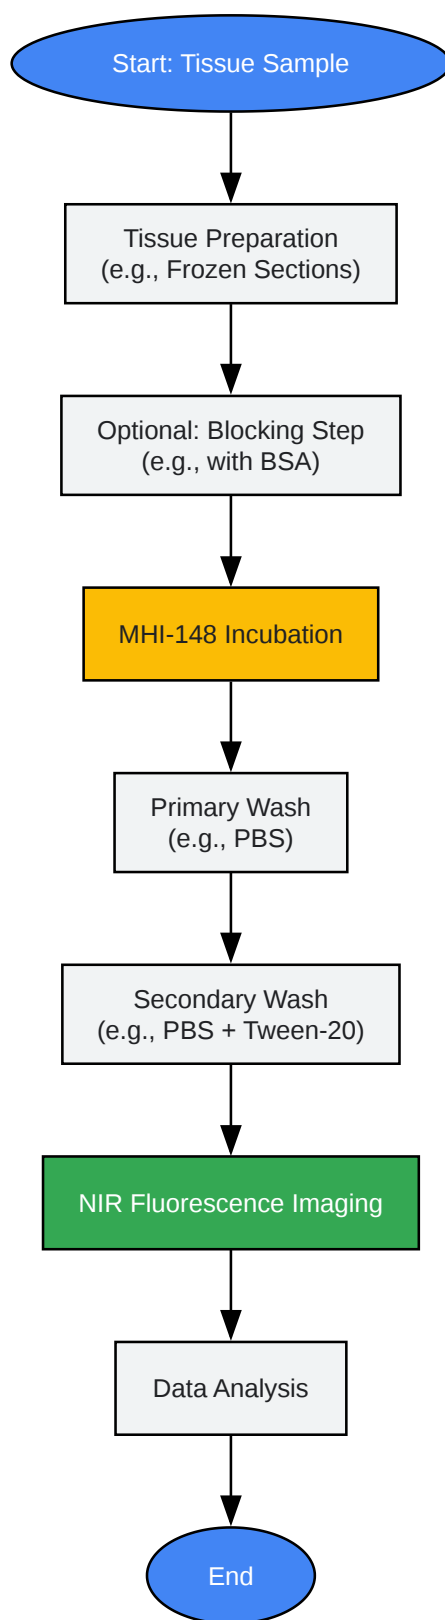 Start: Tissue Sample
Tissue Preparation
(e.g., Frozen Sections)
Optional: Blocking Step
(e.g., with BSA)
MHI-148 Incubation
Primary Wash
(e.g., PBS)
Secondary Wash
(e.g., PBS + Tween-20)
NIR Fluorescence Imaging
Data Analysis
End